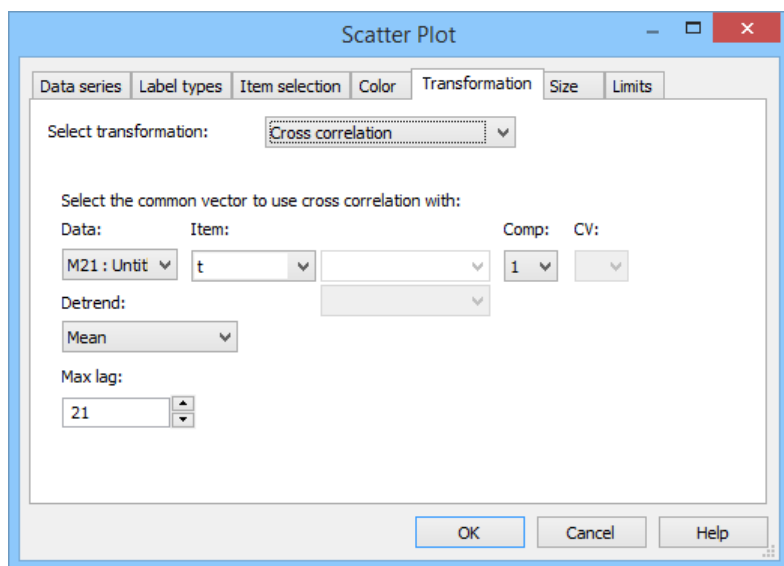 Scatter Plot
Data series Label types Item selection Color Transformation Size Limits
Select transformation: Cross correlation
Select the common vector to use cross correlation with:
Data: Item: Comp: CV:
M21 : Untit t 1
Detrend:
Mean
Max lag:
21
OK Cancel Help